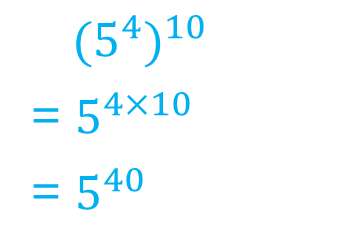 (5⁴)¹⁰
= 5⁴ˣ¹⁰
= 5⁴⁰